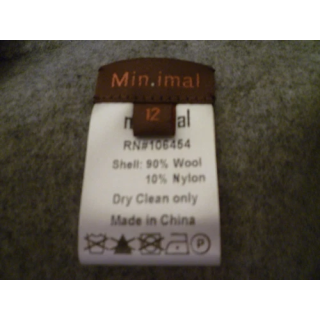 Min.imal
12
RN#106454
Shell: 90% Wool
10% Nylon
Dry Clean only
Made in China
P